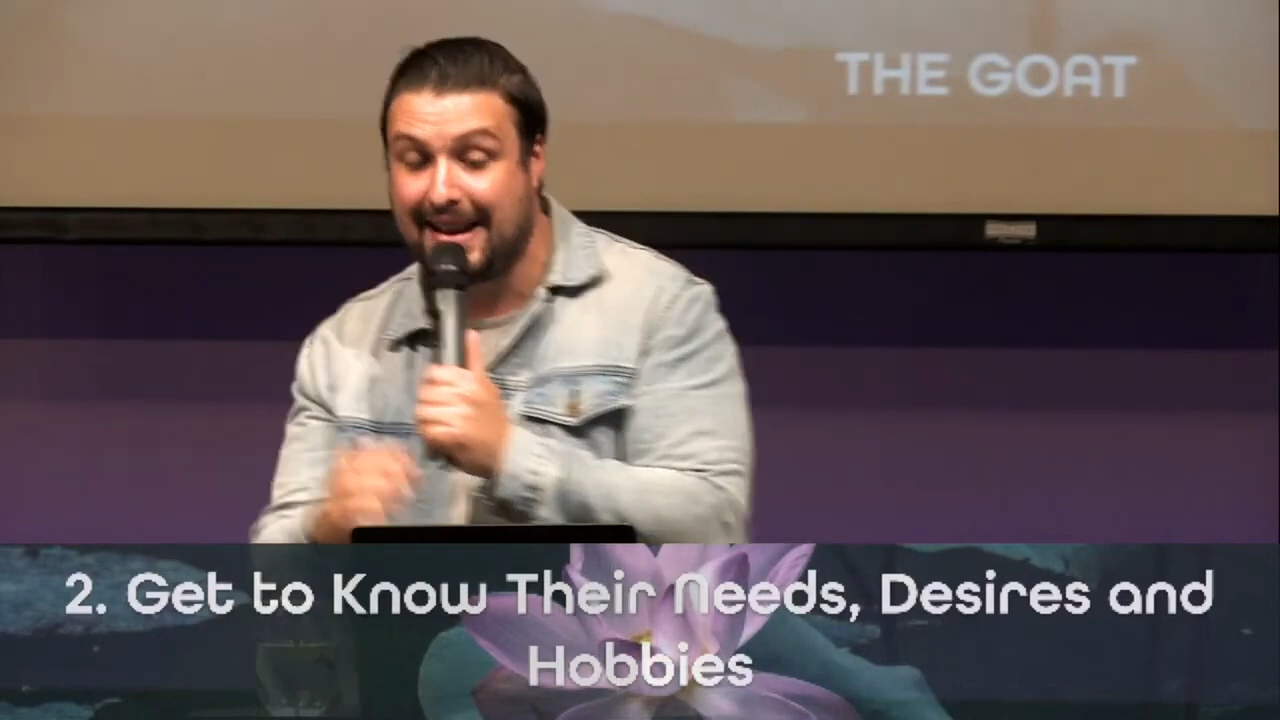 THE GOAT
2. Get to Know Their Needs, Desires and
Hobbies